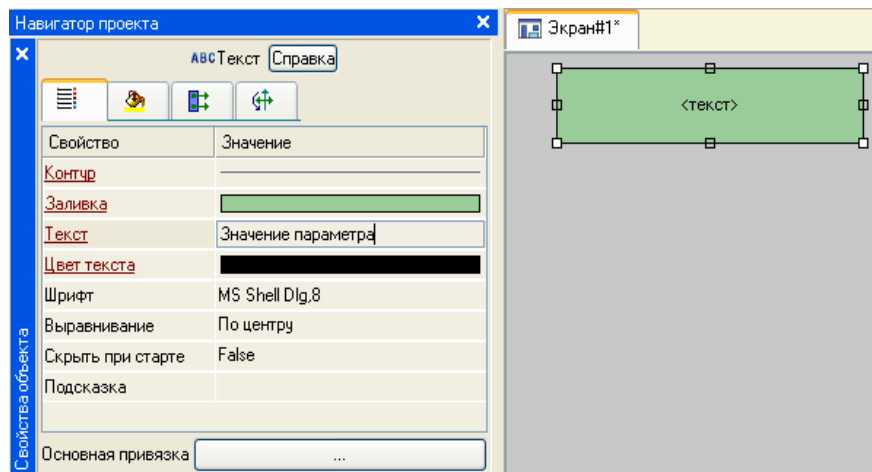 Навигатор проекта
Экран#1*
ABC Текст Справка
Свойство Значение
Контур
Заливка
Текст Значение параметра
Цвет текста
Шрифт MS Shell Dlg,8
Выравнивание По центру
Скрыть при старте False
Подсказка
Основная привязка ...
Свойства объекта
<текст>